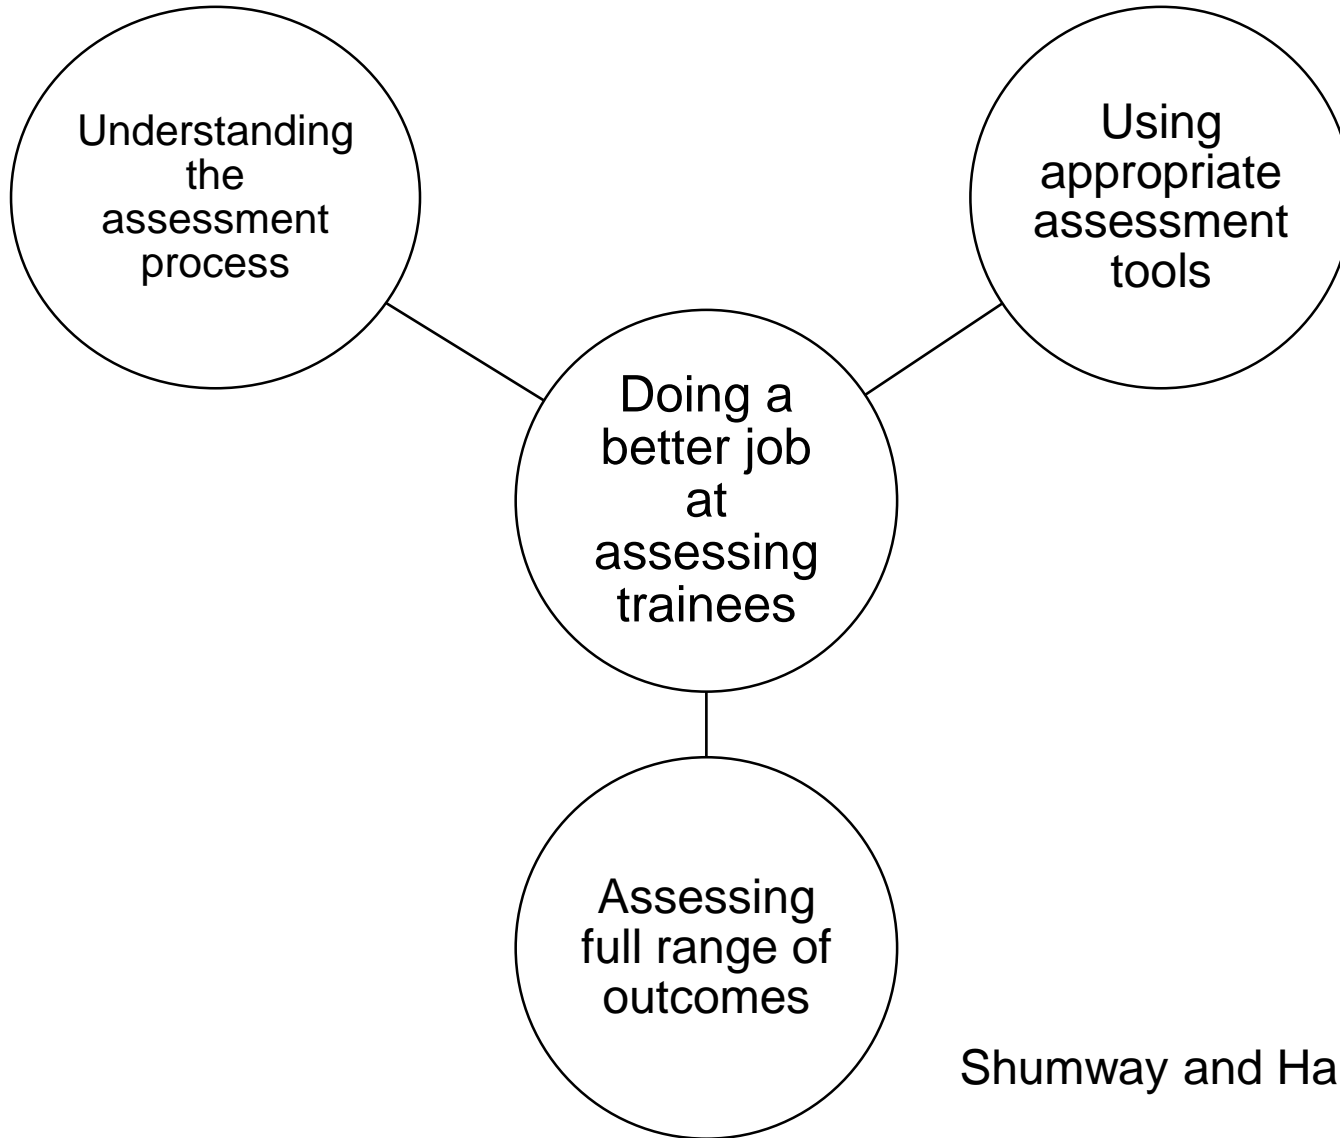 Understanding
the
assessment
process
Using
appropriate
assessment
tools
Doing a
better job
at
assessing
trainees
Assessing
full range of
outcomes
Shumway and Ha